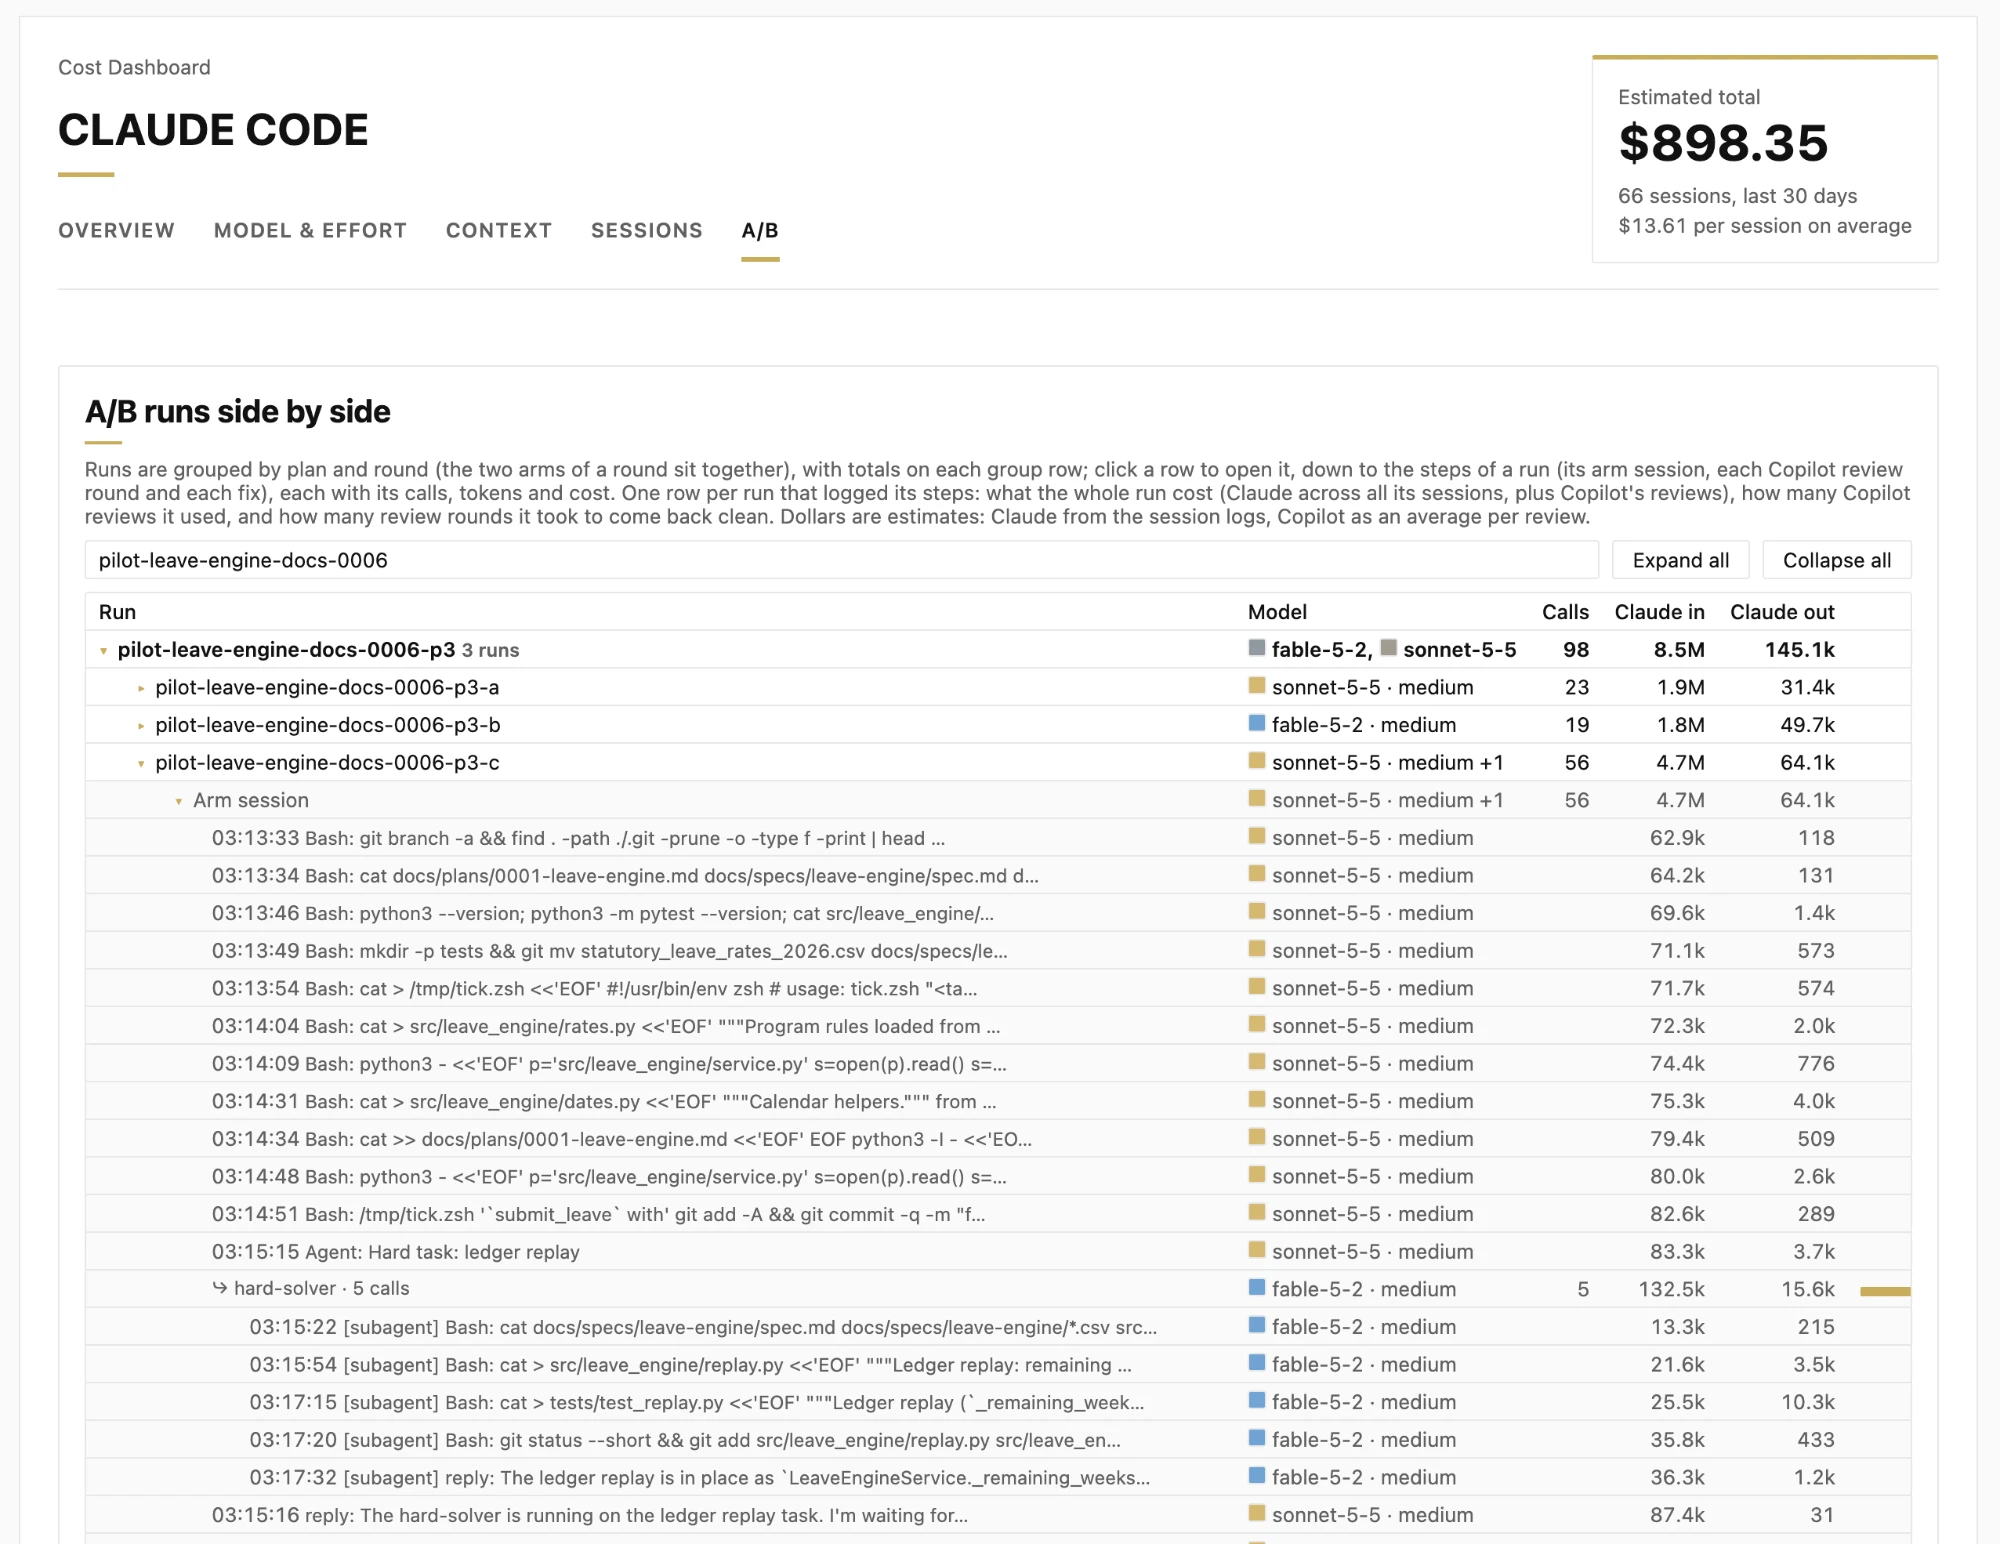 Cost Dashboard
CLAUDE CODE
OVERVIEW MODEL & EFFORT CONTEXT SESSIONS A/B
Estimated total
$898.35
66 sessions, last 30 days
$13.61 per session on average
A/B runs side by side
Runs are grouped by plan and round (the two arms of a round sit together), with totals on each group row; click a row to open it, down to the steps of a run (its arm session, each Copilot review
round and each fix), each with its calls, tokens and cost. One row per run that logged its steps: what the whole run cost (Claude across all its sessions, plus Copilot's reviews), how many Copilot
reviews it used, and how many review rounds it took to come back clean. Dollars are estimates: Claude from the session logs, Copilot as an average per review.
pilot-leave-engine-docs-0006 Expand all Collapse all
Run Model Calls Claude in Claude out
▾ pilot-leave-engine-docs-0006-p3 3 runs fable-5-2, sonnet-5-5 98 8.5M 145.1k
▸ pilot-leave-engine-docs-0006-p3-a sonnet-5-5 · medium 23 1.9M 31.4k
▸ pilot-leave-engine-docs-0006-p3-b fable-5-2 · medium 19 1.8M 49.7k
▾ pilot-leave-engine-docs-0006-p3-c sonnet-5-5 · medium +1 56 4.7M 64.1k
▾ Arm session sonnet-5-5 · medium +1 56 4.7M 64.1k
03:13:33 Bash: git branch -a && find . -path ./.git -prune -o -type f -print | head ... sonnet-5-5 · medium 62.9k 118
03:13:34 Bash: cat docs/plans/0001-leave-engine.md docs/specs/leave-engine/spec.md d... sonnet-5-5 · medium 64.2k 131
03:13:46 Bash: python3 --version; python3 -m pytest --version; cat src/leave_engine/... sonnet-5-5 · medium 69.6k 1.4k
03:13:49 Bash: mkdir -p tests && git mv statutory_leave_rates_2026.csv docs/specs/le... sonnet-5-5 · medium 71.1k 573
03:13:54 Bash: cat > /tmp/tick.zsh <<'EOF' #!/usr/bin/env zsh # usage: tick.zsh "<ta... sonnet-5-5 · medium 71.7k 574
03:14:04 Bash: cat > src/leave_engine/rates.py <<'EOF' """Program rules loaded from ... sonnet-5-5 · medium 72.3k 2.0k
03:14:09 Bash: python3 - <<'EOF' p='src/leave_engine/service.py' s=open(p).read() s=... sonnet-5-5 · medium 74.4k 776
03:14:31 Bash: cat > src/leave_engine/dates.py <<'EOF' """Calendar helpers.""" from ... sonnet-5-5 · medium 75.3k 4.0k
03:14:34 Bash: cat >> docs/plans/0001-leave-engine.md <<'EOF' EOF python3 -I - <<'EO... sonnet-5-5 · medium 79.4k 509
03:14:48 Bash: python3 - <<'EOF' p='src/leave_engine/service.py' s=open(p).read() s=... sonnet-5-5 · medium 80.0k 2.6k
03:14:51 Bash: /tmp/tick.zsh '`submit_leave` with' git add -A && git commit -q -m "f... sonnet-5-5 · medium 82.6k 289
03:15:15 Agent: Hard task: ledger replay sonnet-5-5 · medium 83.3k 3.7k
↪ hard-solver · 5 calls fable-5-2 · medium 5 132.5k 15.6k
03:15:22 [subagent] Bash: cat docs/specs/leave-engine/spec.md docs/specs/leave-engine/*.csv src... fable-5-2 · medium 13.3k 215
03:15:54 [subagent] Bash: cat > src/leave_engine/replay.py <<'EOF' """Ledger replay: remaining ... fable-5-2 · medium 21.6k 3.5k
03:17:15 [subagent] Bash: cat > tests/test_replay.py <<'EOF' """Ledger replay (`_remaining_week... fable-5-2 · medium 25.5k 10.3k
03:17:20 [subagent] Bash: git status --short && git add src/leave_engine/replay.py src/leave_en... fable-5-2 · medium 35.8k 433
03:17:32 [subagent] reply: The ledger replay is in place as `LeaveEngineService._remaining_weeks... fable-5-2 · medium 36.3k 1.2k
03:15:16 reply: The hard-solver is running on the ledger replay task. I'm waiting for... sonnet-5-5 · medium 87.4k 31